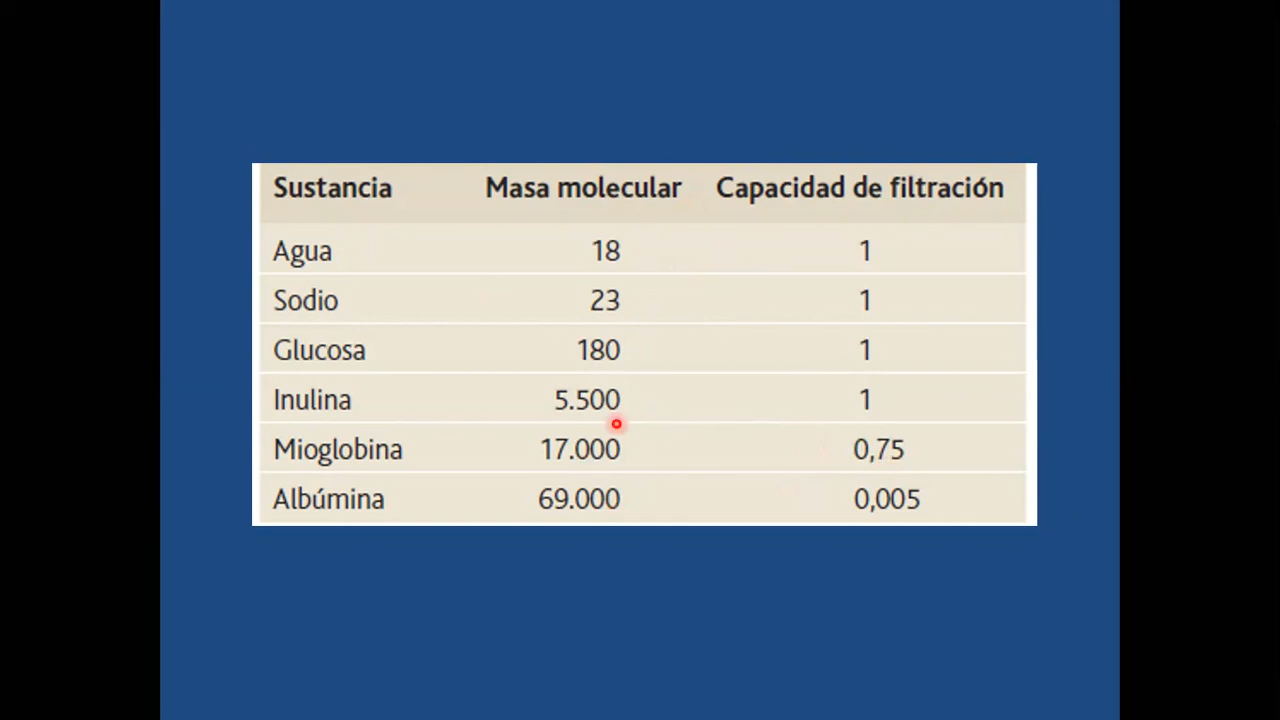 Sustancia Masa molecular Capacidad de filtración
Agua 18 1
Sodio 23 1
Glucosa 180 1
Inulina 5.500 1
Mioglobina 17.000 0,75
Albúmina 69.000 0,005